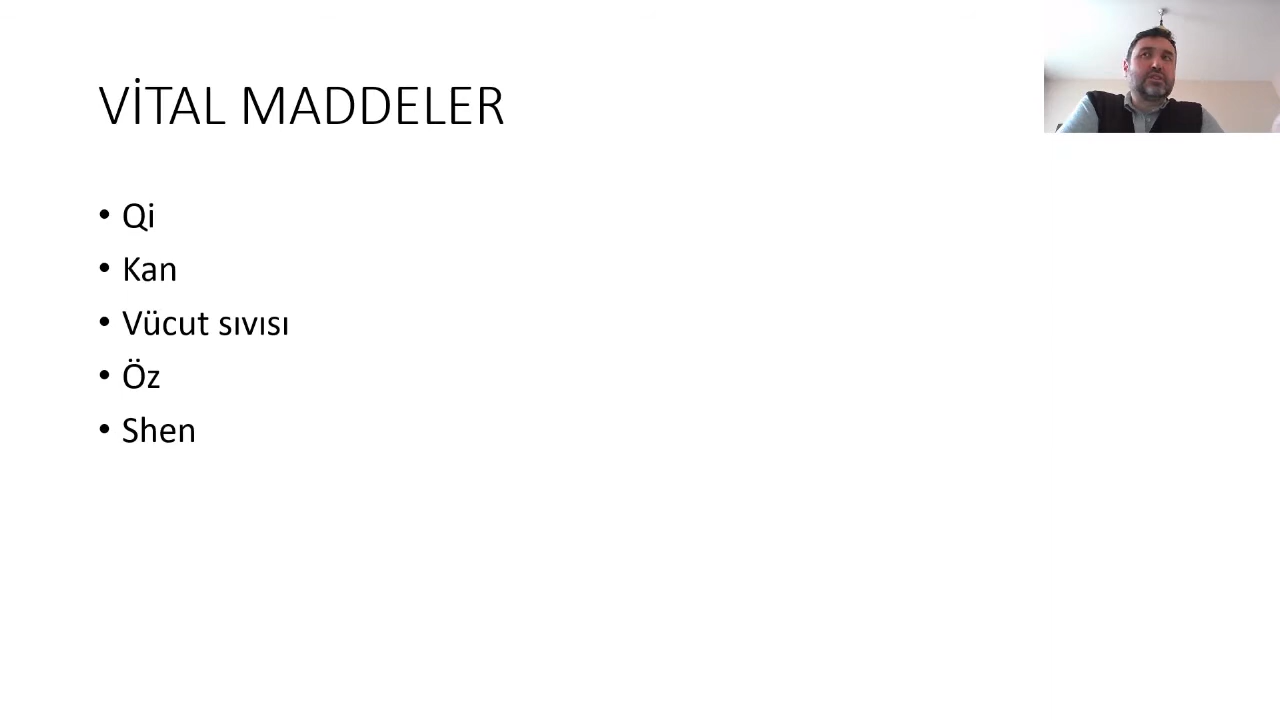 VİTAL MADDELER
• Qi
• Kan
• Vücut sıvısı
• Öz
• Shen